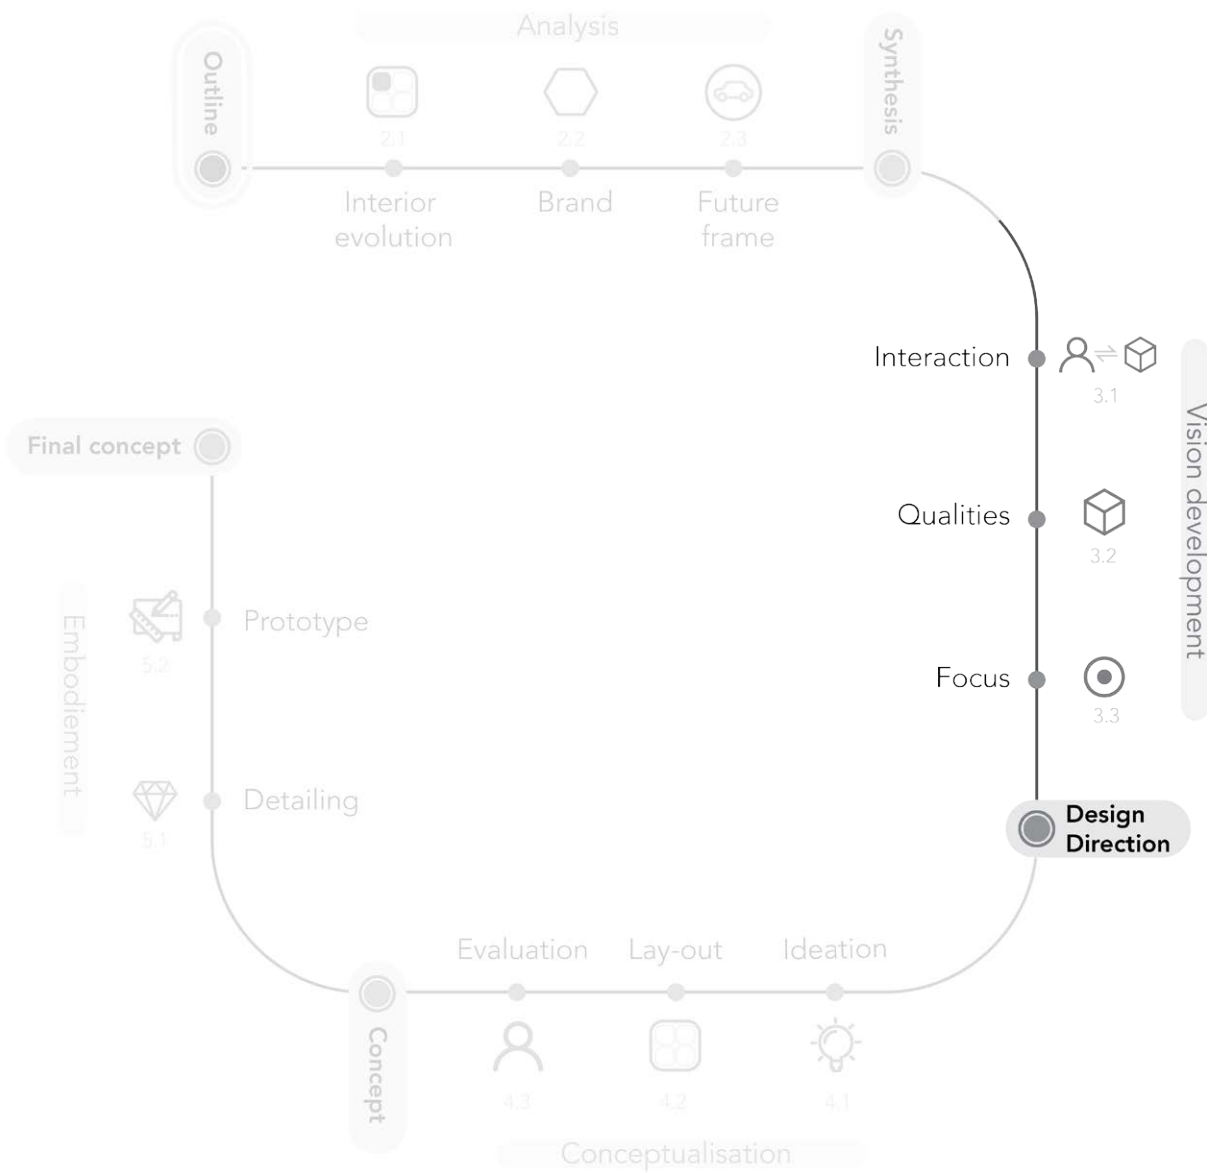 Analysis
Outline
Synthesis
2.1
2.2
2.3
Interior
evolution
Brand
Future
frame
Interaction
3.1
Vision development
Qualities
3.2
Focus
3.3
Design
Direction
Final concept
Embodiement
Prototype
5.2
Detailing
5.1
Evaluation
Lay-out
Ideation
Concept
4.3
4.2
4.1
Conceptualisation